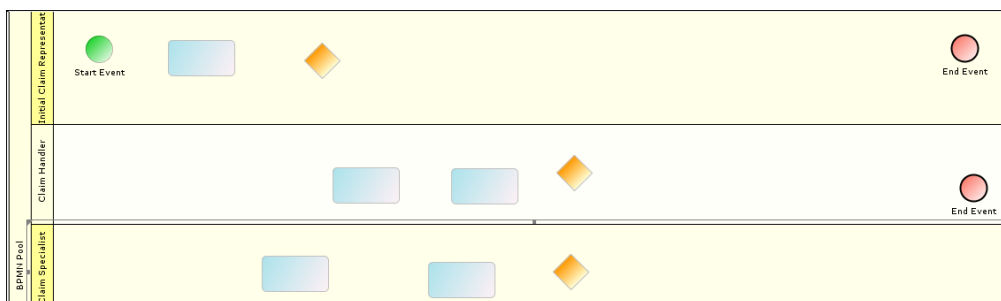 Initial Claim Representat
Start Event
End Event
Claim Handler
End Event
BPMN Pool
Claim Specialist